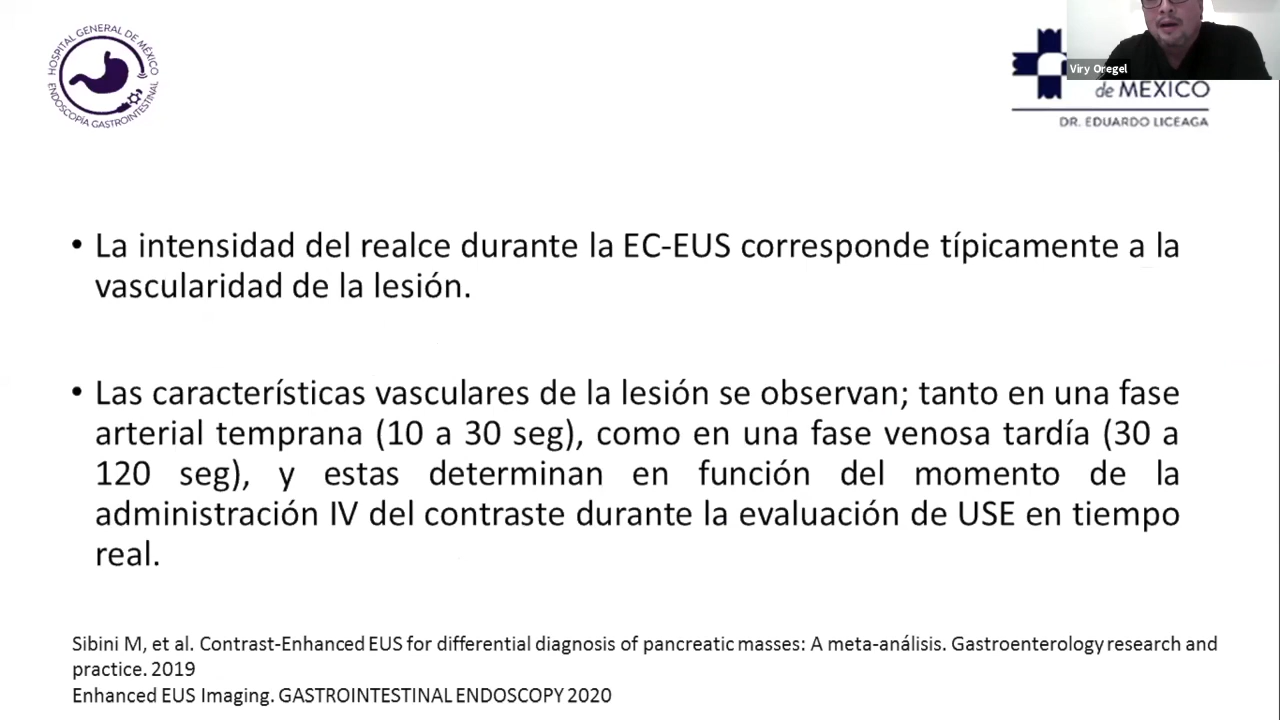 HOSPITAL GENERAL DE MÉXICO
ENDOSCOPÍA GASTROINTESTINAL
Viry Oregel
de MÉXICO
DR. EDUARDO LICEAGA
• La intensidad del realce durante la EC-EUS corresponde típicamente a la
vascularidad de la lesión.
• Las características vasculares de la lesión se observan; tanto en una fase
arterial temprana (10 a 30 seg), como en una fase venosa tardía (30 a
120 seg), y estas determinan en función del momento de la
administración IV del contraste durante la evaluación de USE en tiempo
real.
Sibini M, et al. Contrast-Enhanced EUS for differential diagnosis of pancreatic masses: A meta-análisis. Gastroenterology research and
practice. 2019
Enhanced EUS Imaging. GASTROINTESTINAL ENDOSCOPY 2020